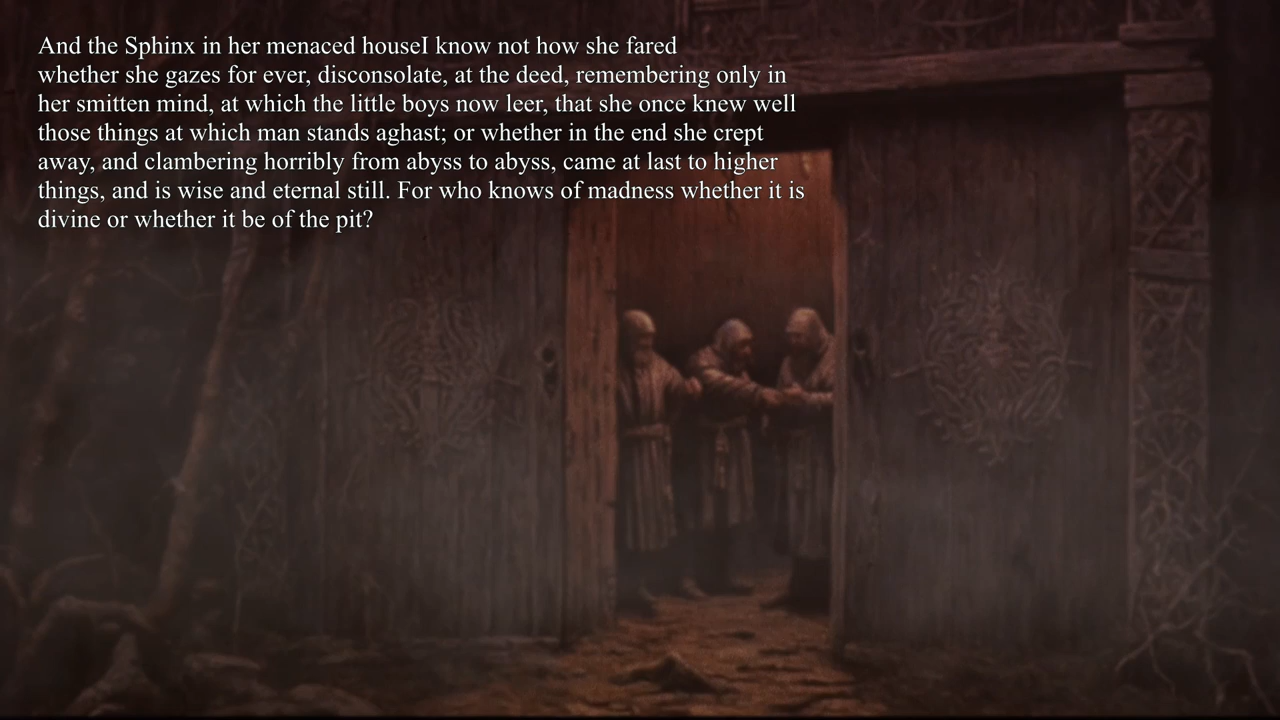 And the Sphinx in her menaced houseI know not how she fared
whether she gazes for ever, disconsolate, at the deed, remembering only in
her smitten mind, at which the little boys now leer, that she once knew well
those things at which man stands aghast; or whether in the end she crept
away, and clambering horribly from abyss to abyss, came at last to higher
things, and is wise and eternal still. For who knows of madness whether it is
divine or whether it be of the pit?